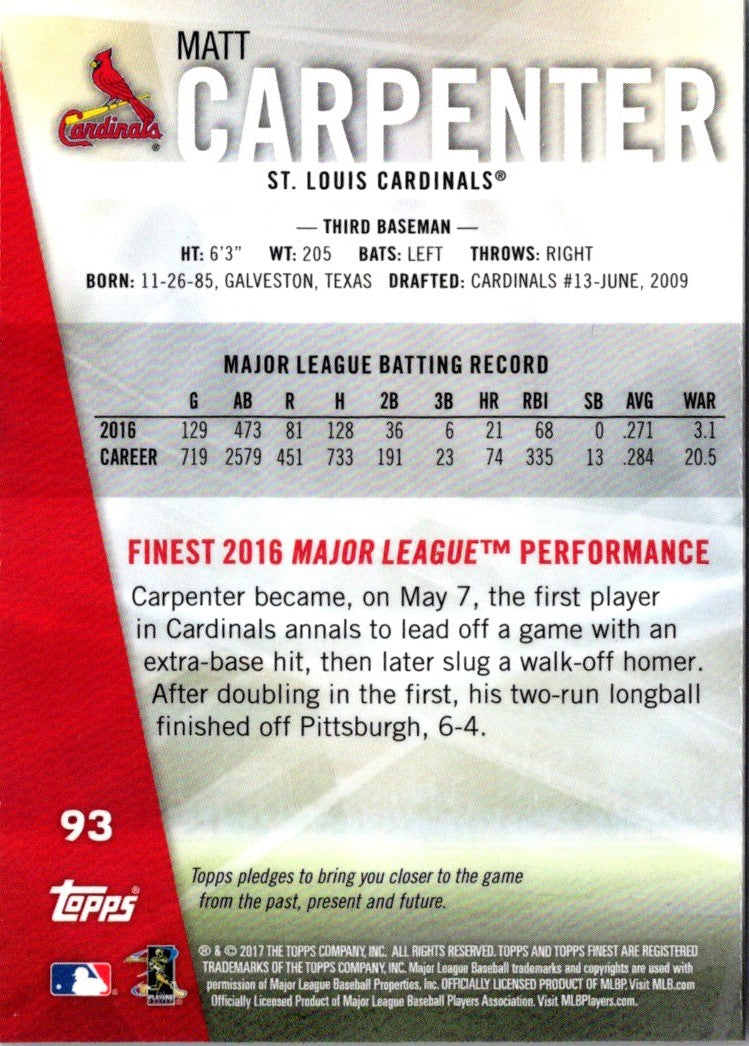 MATT
CARPENTER
Cardinals®
ST. LOUIS CARDINALS®
— THIRD BASEMAN —
HT: 6'3" WT: 205 BATS: LEFT THROWS: RIGHT
BORN: 11-26-85, GALVESTON, TEXAS DRAFTED: CARDINALS #13-JUNE, 2009
MAJOR LEAGUE BATTING RECORD
G AB R H 2B 3B HR RBI SB AVG WAR
2016 129 473 81 128 36 6 21 68 0 .271 3.1
CAREER 719 2579 451 733 191 23 74 335 13 .284 20.5
FINEST 2016 MAJOR LEAGUE™ PERFORMANCE
Carpenter became, on May 7, the first player
in Cardinals annals to lead off a game with an
extra-base hit, then later slug a walk-off homer.
After doubling in the first, his two-run longball
finished off Pittsburgh, 6-4.
93
Topps®
Topps pledges to bring you closer to the game
from the past, present and future.
® & © 2017 THE TOPPS COMPANY, INC. ALL RIGHTS RESERVED. TOPPS AND TOPPS FINEST ARE REGISTERED
TRADEMARKS OF THE TOPPS COMPANY, INC. Major League Baseball trademarks and copyrights are used with
permission of Major League Baseball Properties, Inc. OFFICIALLY LICENSED PRODUCT OF MLBP. Visit MLB.com
Officially Licensed Product of Major League Baseball Players Association. Visit MLBPlayers.com.